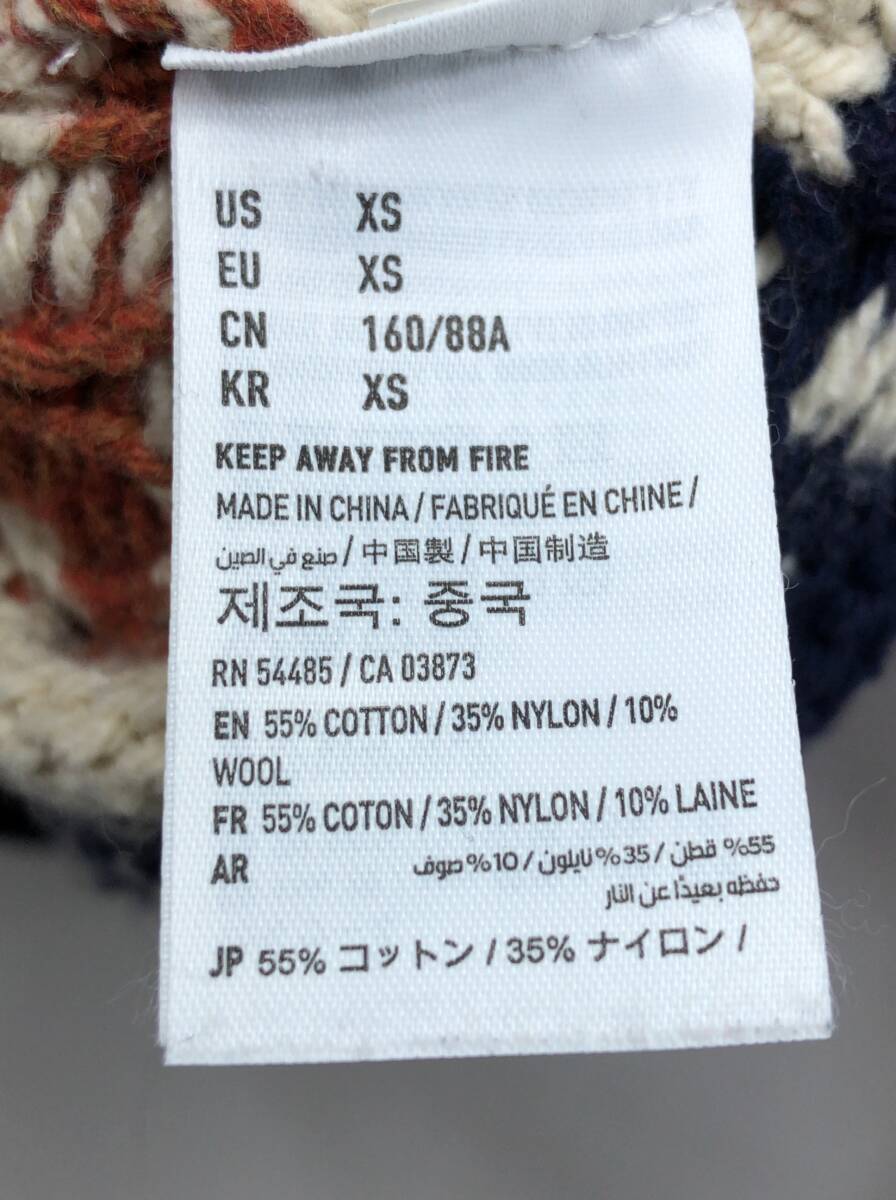 US XS
EU XS
CN 160/88A
KR XS
KEEP AWAY FROM FIRE
MADE IN CHINA / FABRIQUÉ EN CHINE /
صنع في الصين / 中国製 / 中国制造
제조국: 중국
RN 54485 / CA 03873
EN 55% COTTON / 35% NYLON / 10%
WOOL
FR 55% COTON / 35% NYLON / 10% LAINE
AR 55% قطن / 35% نايلون / 10% صوف
حفظه بعيدًا عن النار
JP 55% コットン / 35% ナイロン /